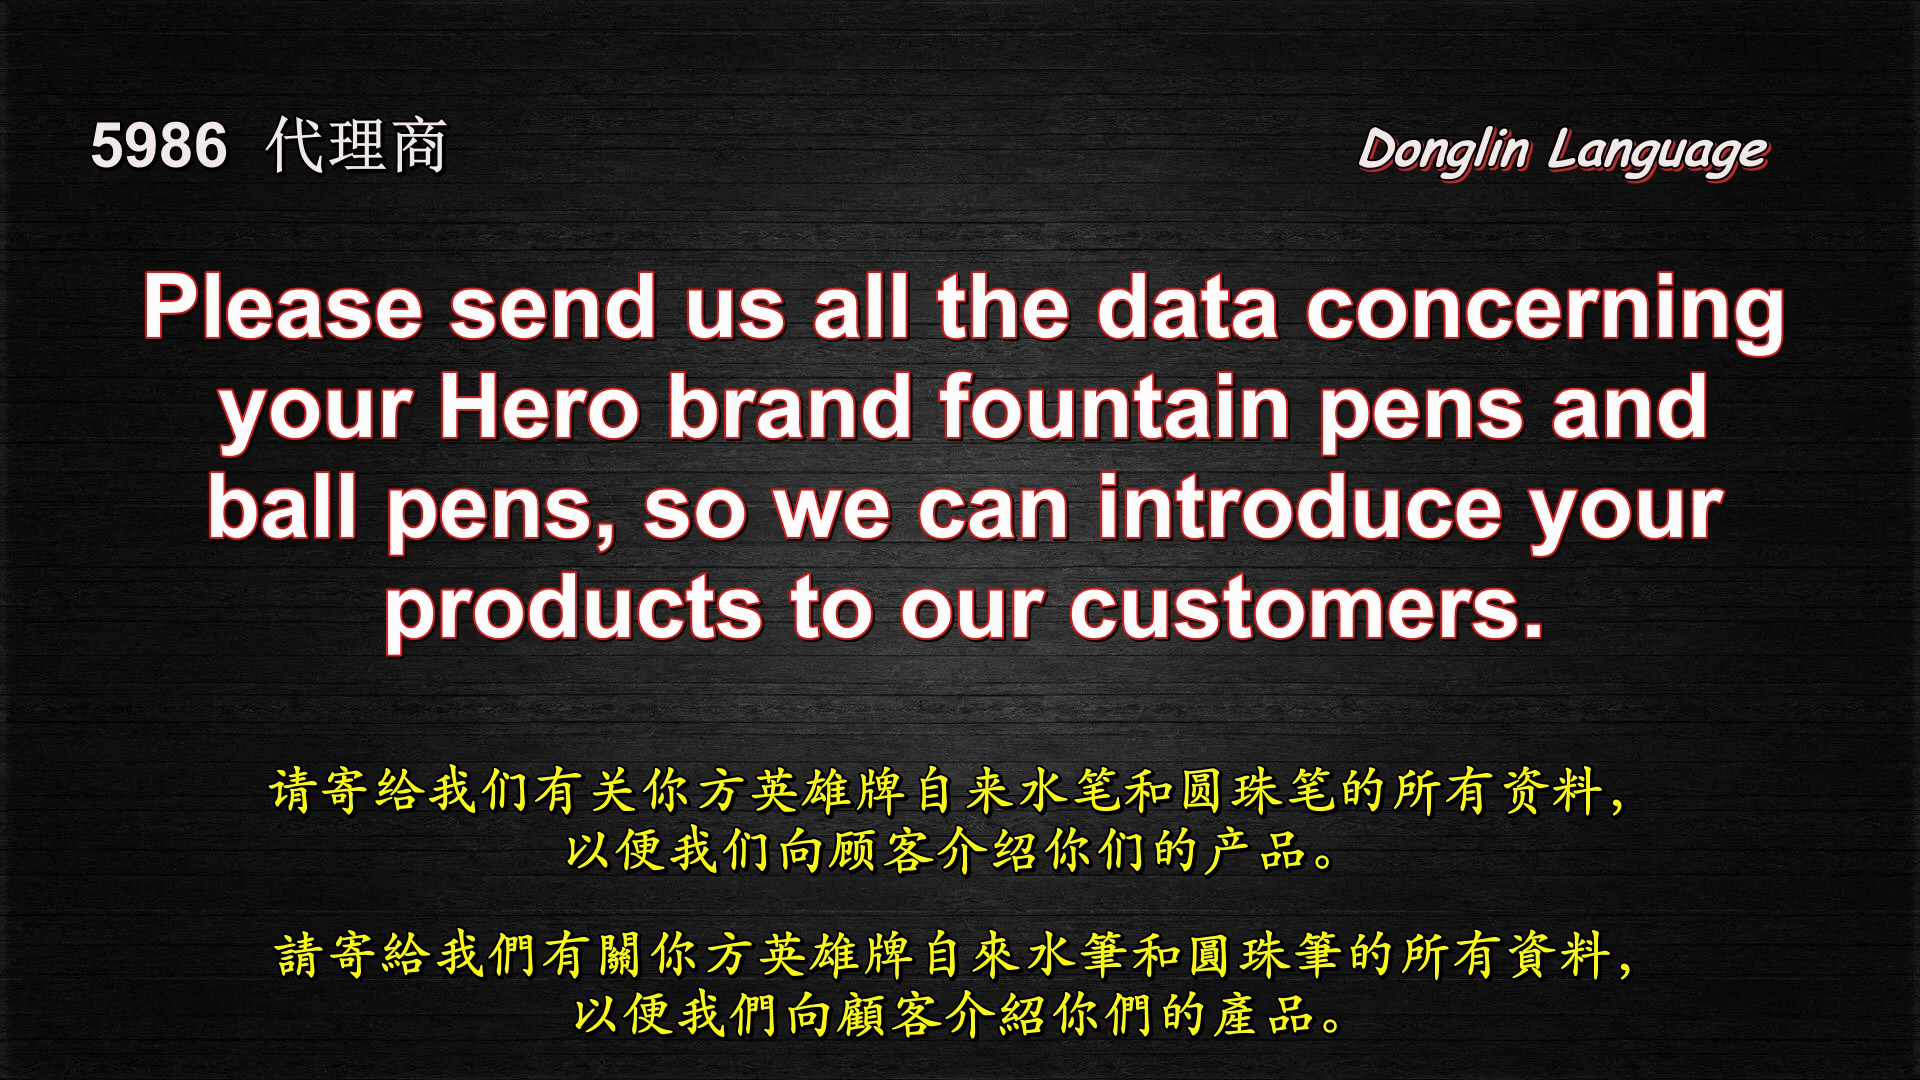 5986 代理商
Donglin Language
Please send us all the data concerning
your Hero brand fountain pens and
ball pens, so we can introduce your
products to our customers.
请寄给我们有关你方英雄牌自来水笔和圆珠笔的所有资料,
以便我们向顾客介绍你们的产品。
請寄給我們有關你方英雄牌自來水筆和圓珠筆的所有資料,
以便我們向顧客介紹你們的產品。